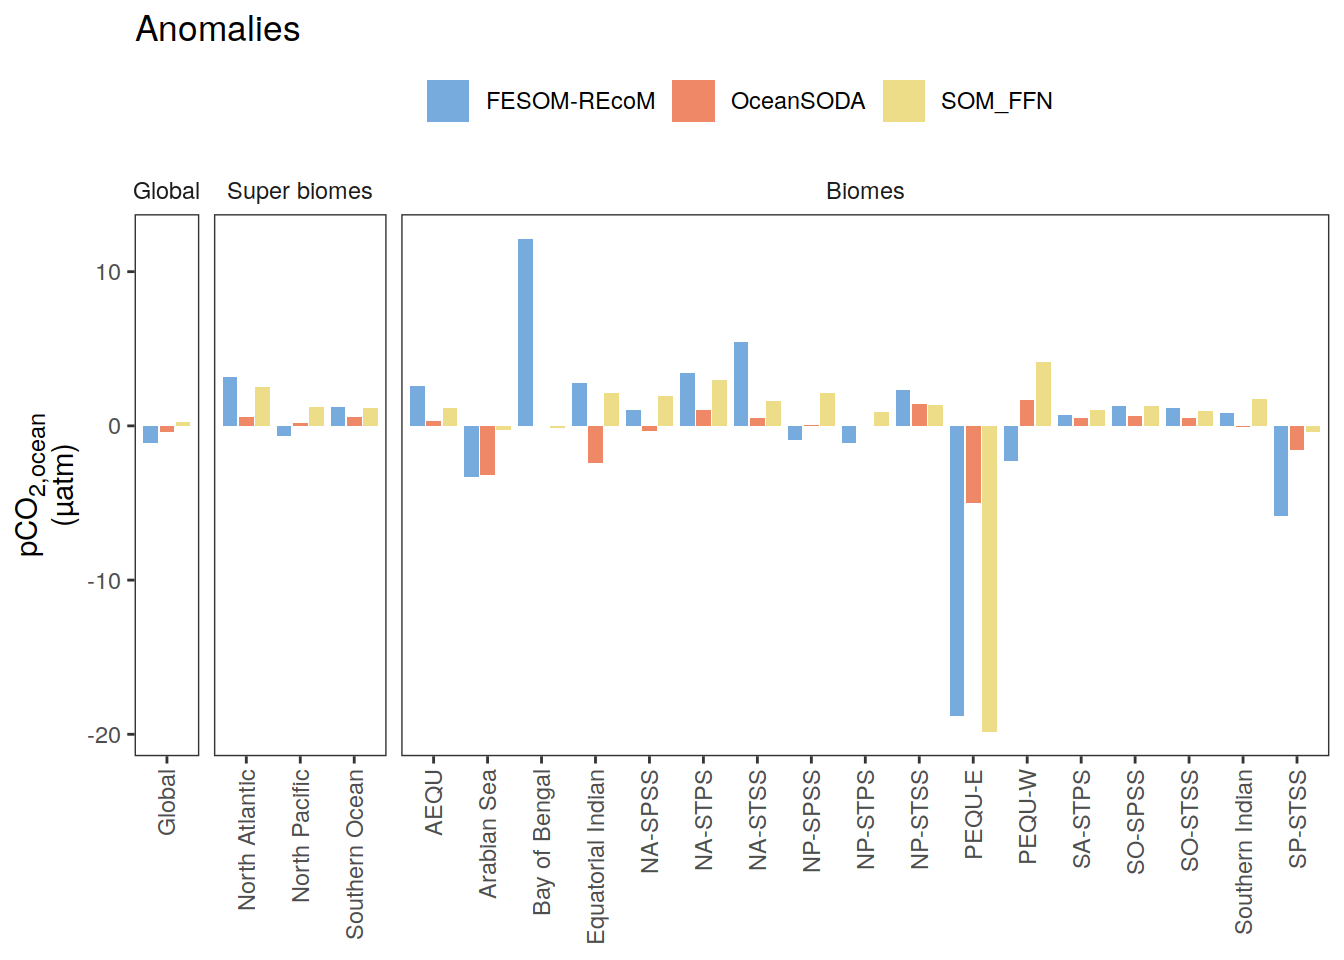 Anomalies
FESOM-REcoM OceanSODA SOM_FFN
Global Super biomes Biomes
10
0
-10
-20
pCO2,ocean
(µatm)
Global
North Atlantic
North Pacific
Southern Ocean
AEQU
Arabian Sea
Bay of Bengal
Equatorial Indian
NA-SPSS
NA-STPS
NA-STSS
NP-SPSS
NP-STPS
NP-STSS
PEQU-E
PEQU-W
SA-STPS
SO-SPSS
SO-STSS
Southern Indian
SP-STSS